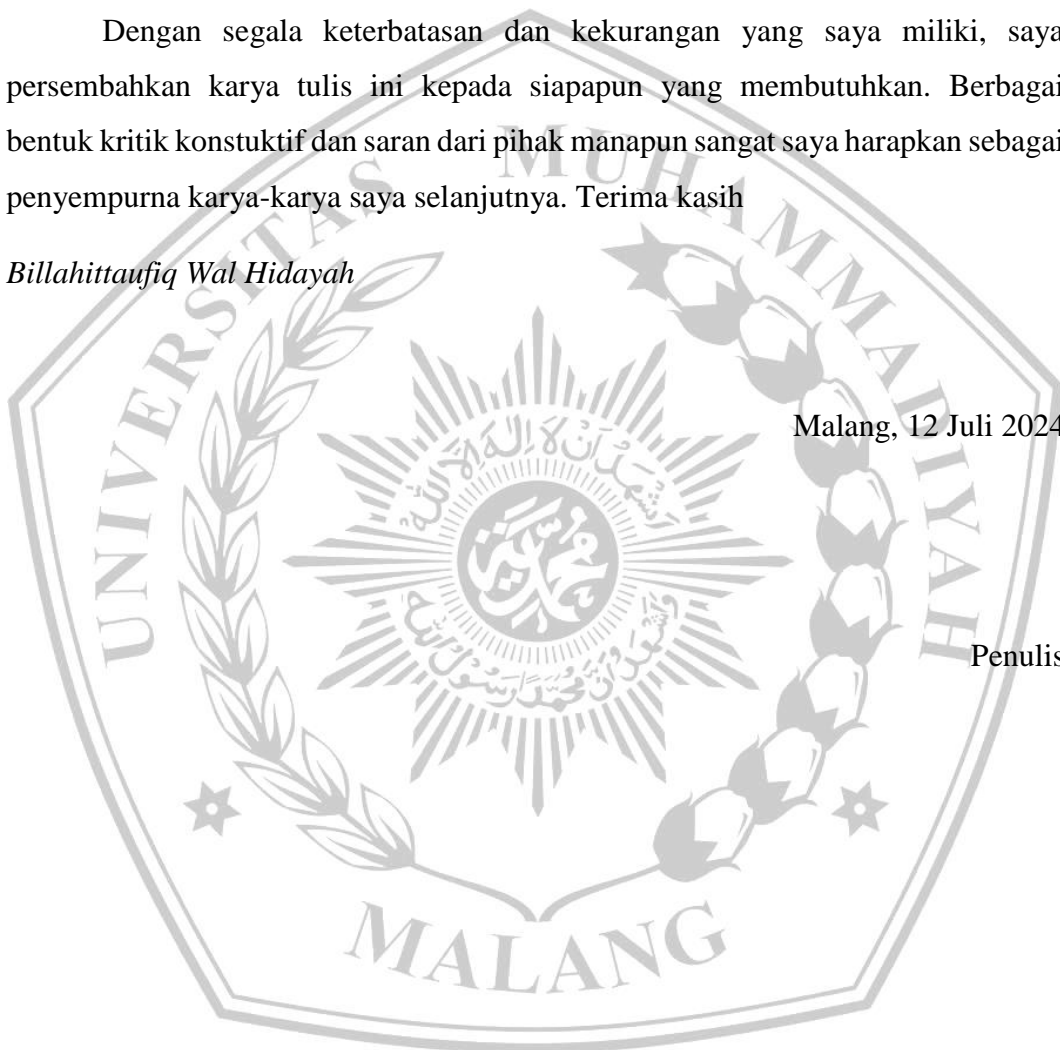 Dengan segala keterbatasan dan kekurangan yang saya miliki, saya
persembahkan karya tulis ini kepada siapapun yang membutuhkan. Berbagai
bentuk kritik konstuktif dan saran dari pihak manapun sangat saya harapkan sebagai
penyempurna karya-karya saya selanjutnya. Terima kasih
Billahittaufiq Wal Hidayah
Malang, 12 Juli 2024
Penulis
UNIVERSITAS MUHAMMADIYAH
MALANG